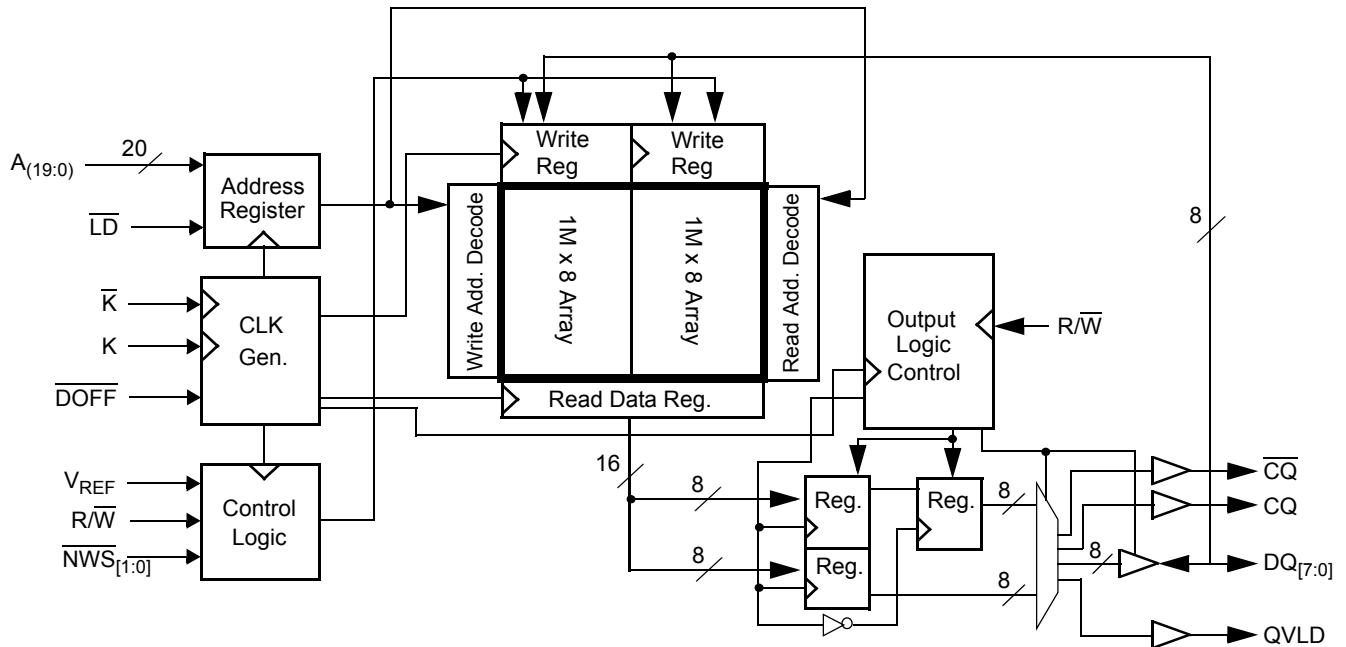 A(19:0)
20
LD
Address
Register
K
K
DOFF
CLK
Gen.
VREF
R/W
NWS[1:0]
Control
Logic
Write
Reg
Write
Reg
Write Add. Decode
1M x 8 Array
1M x 8 Array
Read Add. Decode
Read Data Reg.
16
8
8
8
Output
Logic
Control
R/W
Reg.
Reg.
Reg.
8
8
8
CQ
CQ
DQ[7:0]
QVLD